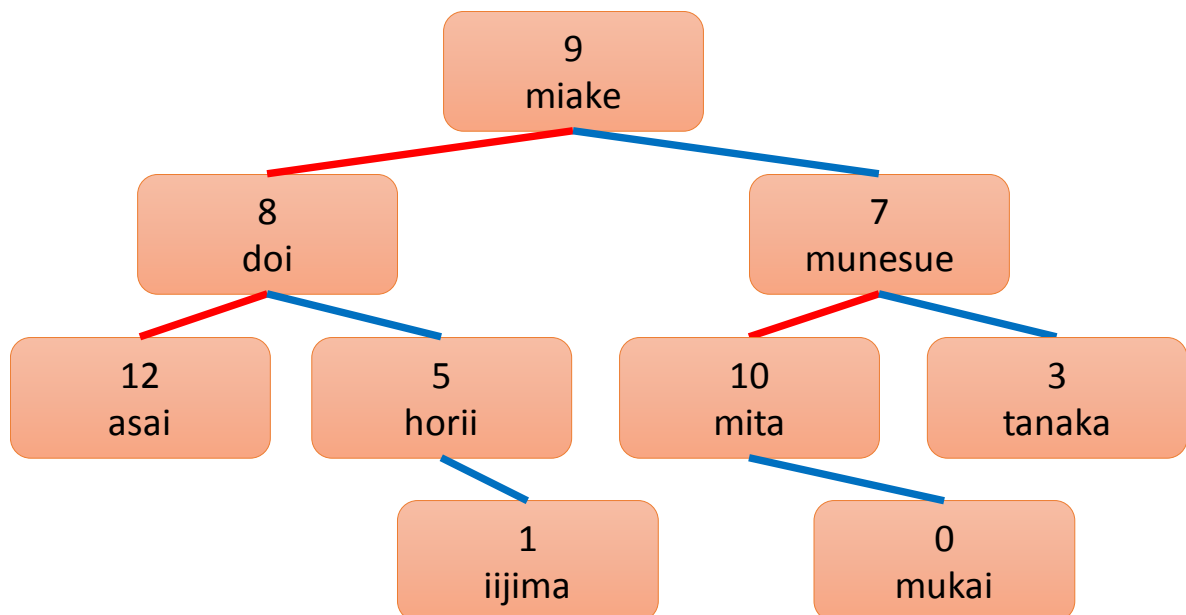 9
miake
8
doi
7
munesue
12
asai
5
horii
10
mita
3
tanaka
1
iijima
0
mukai